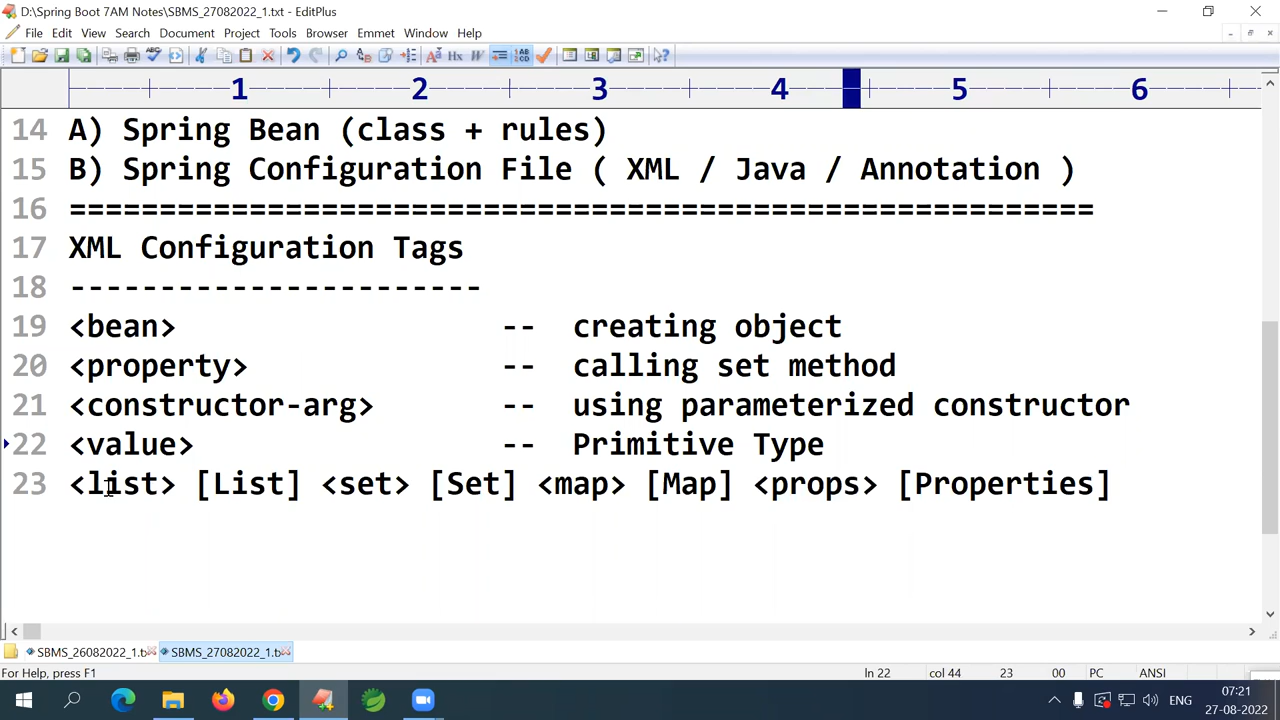 D:\Spring Boot 7AM Notes\SBMS_27082022_1.txt - EditPlus
File Edit View Search Document Project Tools Browser Emmet Window Help
1 2 3 4 5 6
14 A) Spring Bean (class + rules)
15 B) Spring Configuration File ( XML / Java / Annotation )
16 =========================================================
17 XML Configuration Tags
18 -----------------------
19 <bean> -- creating object
20 <property> -- calling set method
21 <constructor-arg> -- using parameterized constructor
22 <value> -- Primitive Type
23 <list> [List] <set> [Set] <map> [Map] <props> [Properties]
SBMS_26082022_1.t SBMS_27082022_1.t
For Help, press F1 ln 22 col 44 23 00 PC ANSI
ENG 07:21
27-08-2022